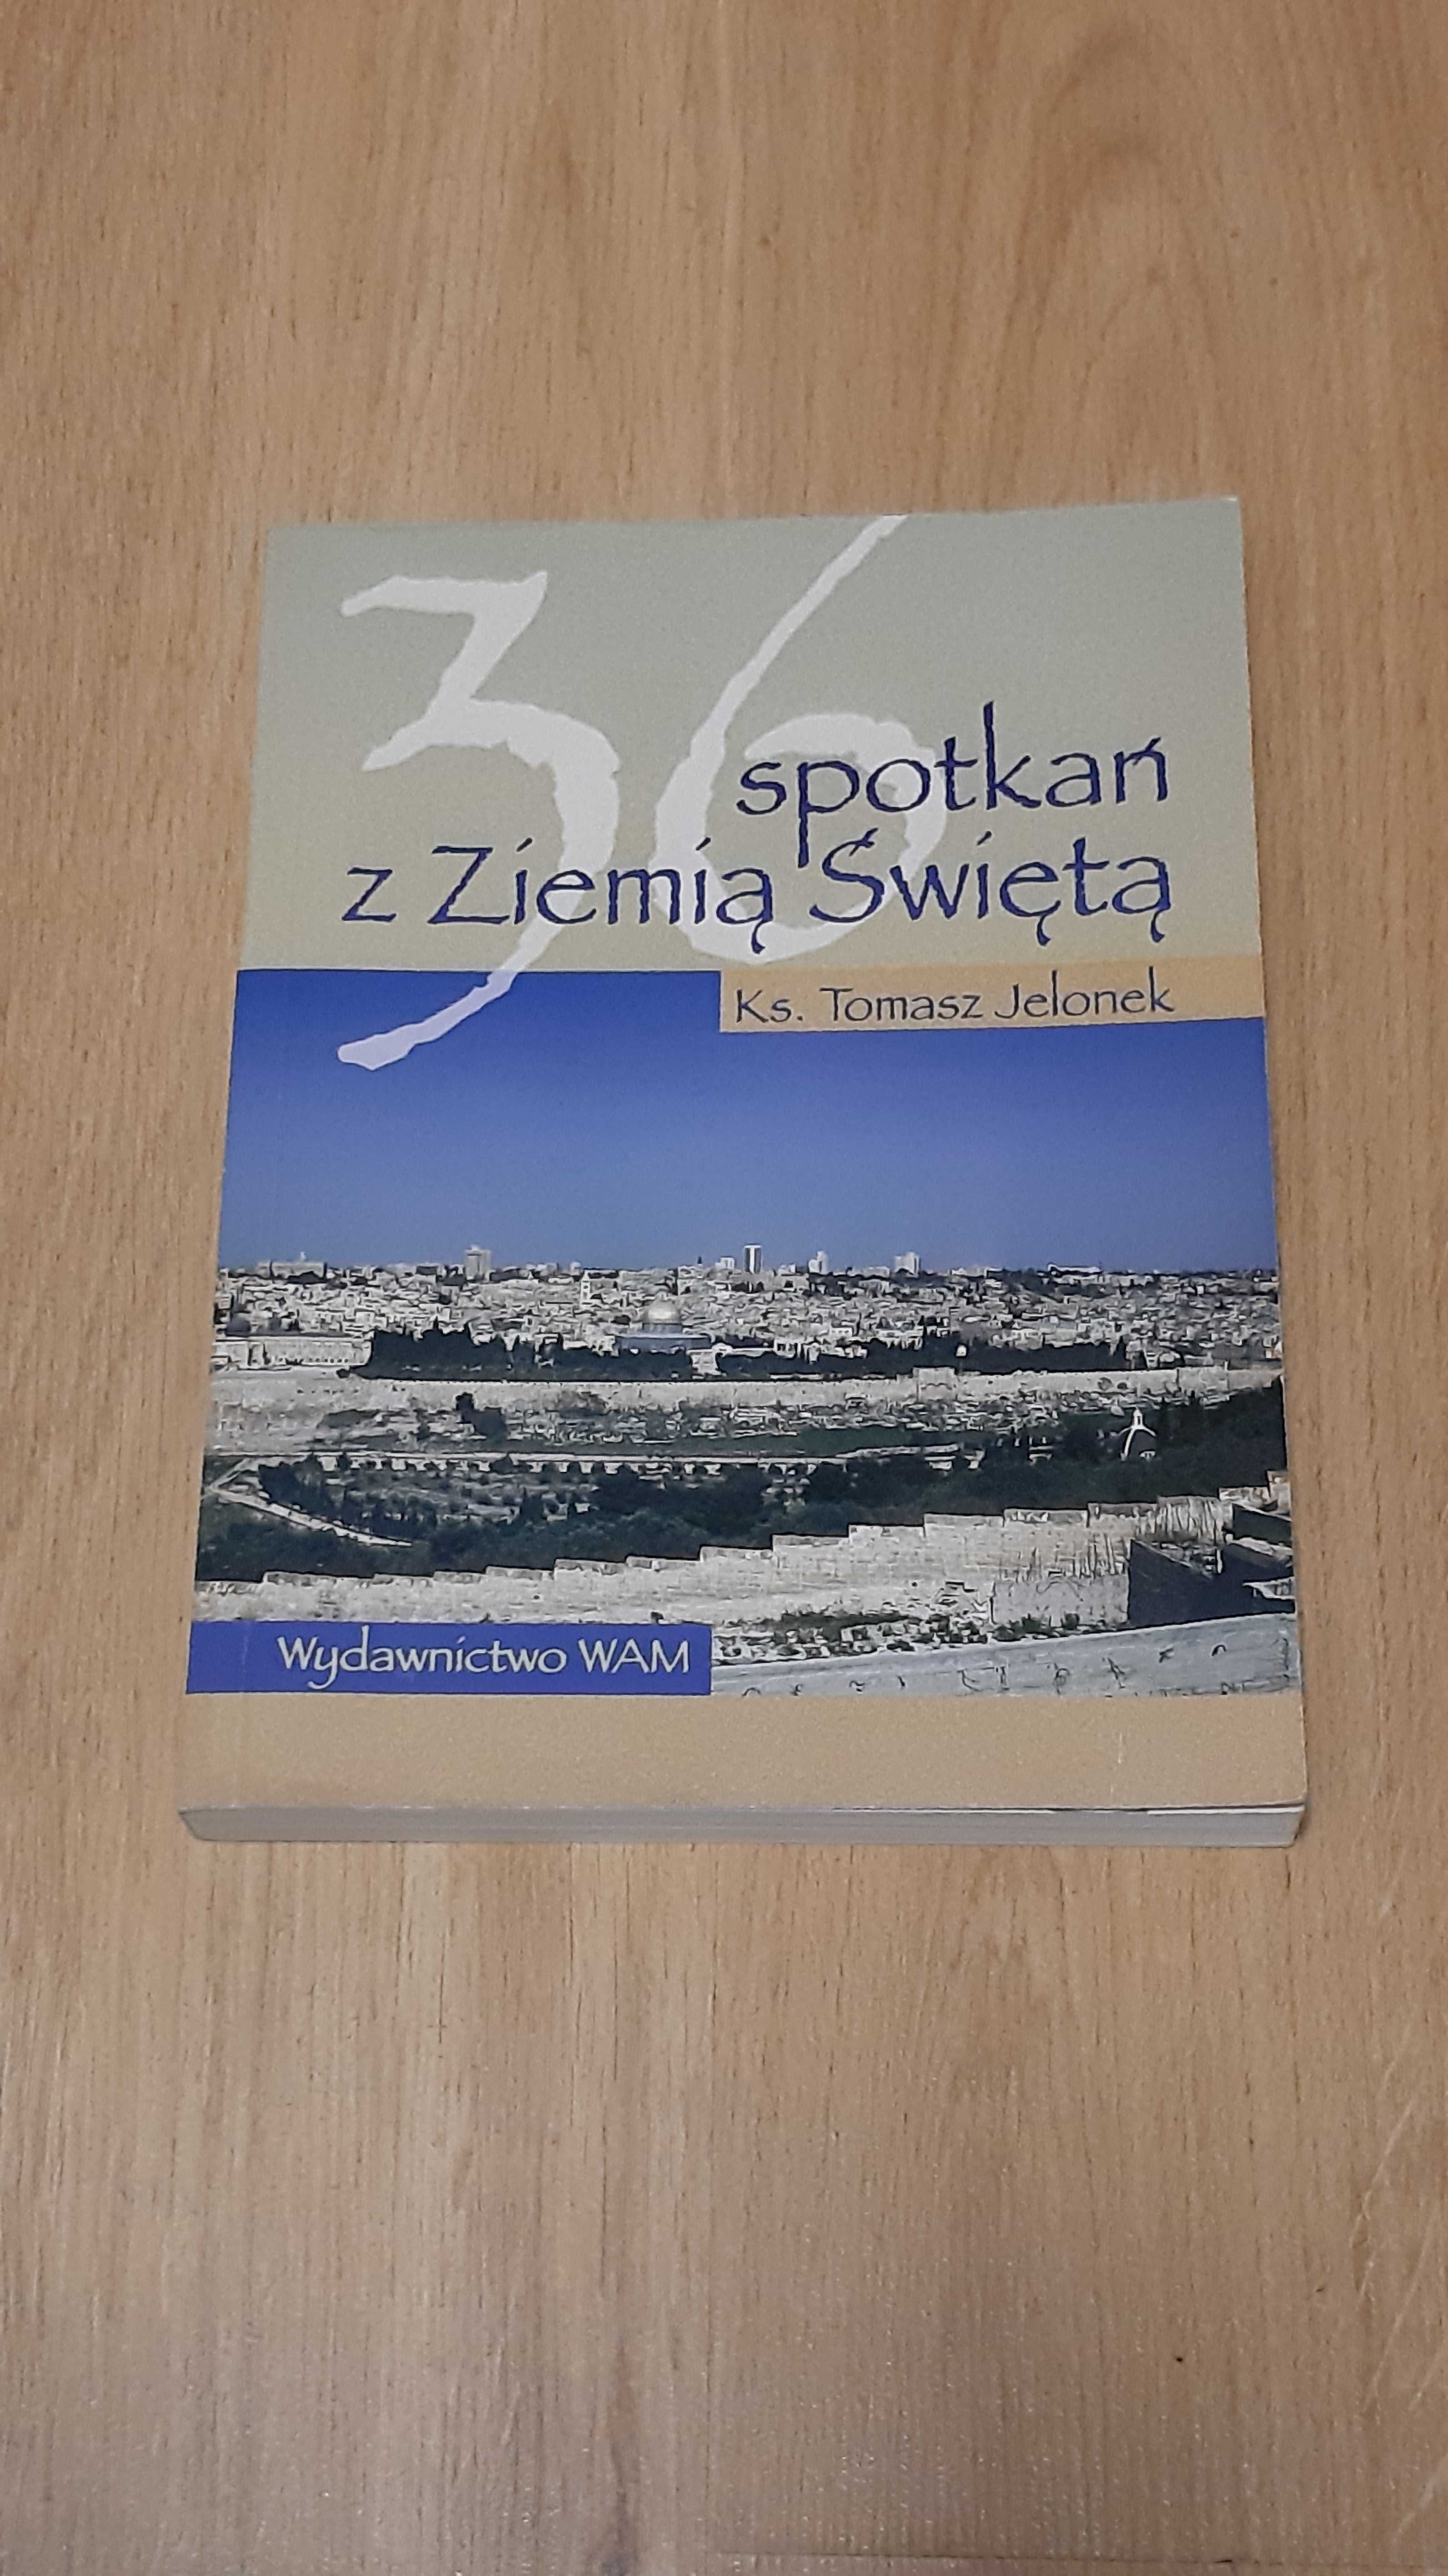 36
spotkań
z Ziemią Świętą
Ks. Tomasz Jelonek
Wydawnictwo WAM